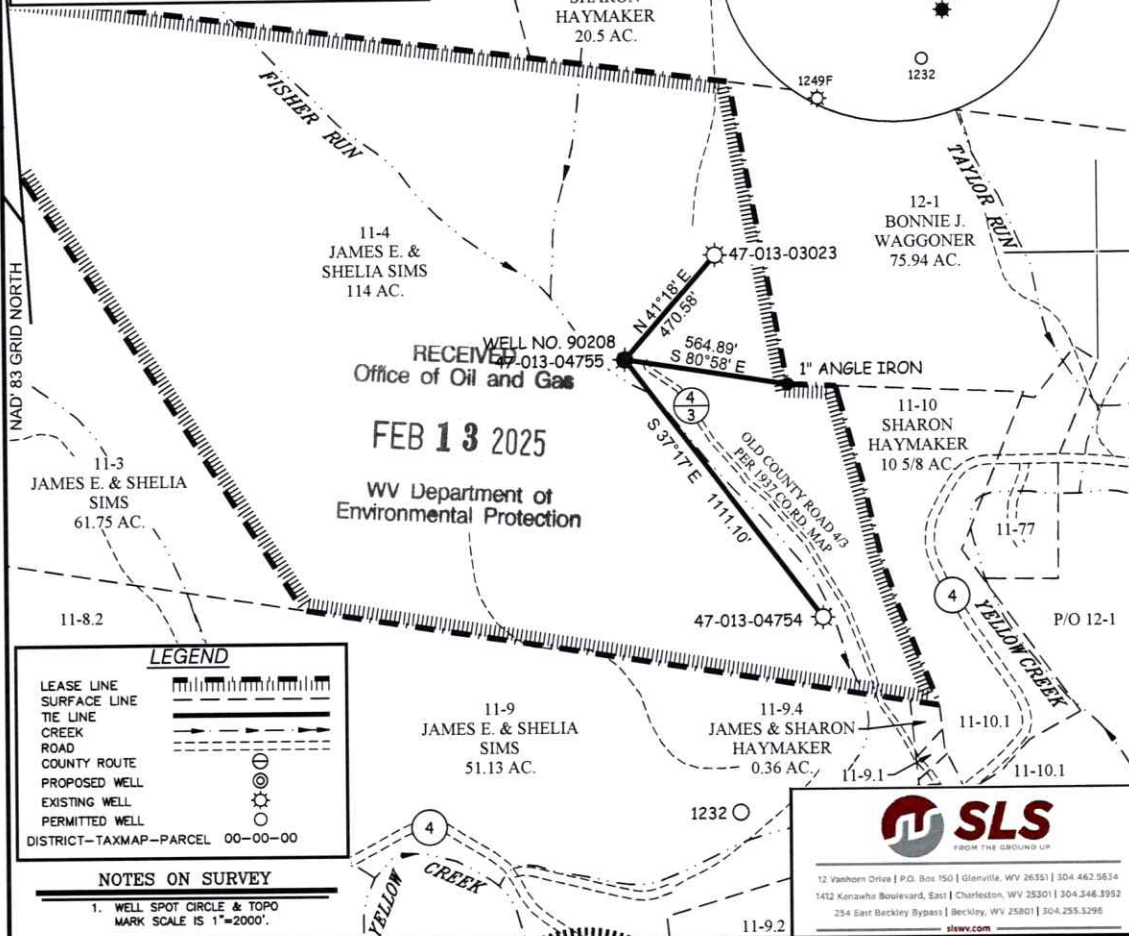 SHARON
HAYMAKER
20.5 AC.
1232
1249F
FISHER RUN
TAYLOR RUN
12-1
BONNIE J.
WAGGONER
75.94 AC.
11-4
JAMES E. &
SHELIA SIMS
114 AC.
47-013-03023
N 41°18' E
470.58'
NAD' 83 GRID NORTH
WELL NO. 90208
47-013-04755
564.89'
S 80°58' E
1" ANGLE IRON
RECEIVED
Office of Oil and Gas
FEB 13 2025
WV Department of
Environmental Protection
4
3
11-10
SHARON
HAYMAKER
10 5/8 AC.
S 37°17' E
1111.10'
OLD COUNTY ROAD 4/3
PER 1937 CO.RD. MAP
11-3
JAMES E. & SHELIA
SIMS
61.75 AC.
11-77
4
YELLOW CREEK
P/O 12-1
47-013-04754
11-8.2
LEGEND
LEASE LINE
SURFACE LINE
TIE LINE
CREEK
ROAD
COUNTY ROUTE
PROPOSED WELL
EXISTING WELL
PERMITTED WELL
DISTRICT-TAXMAP-PARCEL 00-00-00
11-9
JAMES E. & SHELIA
SIMS
51.13 AC.
11-9.4
JAMES & SHARON
HAYMAKER
0.36 AC.
11-9.1
11-10.1
11-10.1
1232
4
YELLOW CREEK
11-9.2
NOTES ON SURVEY
1. WELL SPOT CIRCLE & TOPO
MARK SCALE IS 1"=2000'.
SLS
FROM THE GROUND UP
12 Vanhorn Drive | P.O. Box 150 | Glenville, WV 26351 | 304.462.5634
1412 Kanawha Boulevard, East | Charleston, WV 25301 | 304.346.3952
254 East Beckley Bypass | Beckley, WV 25801 | 304.255.5296
slswv.com